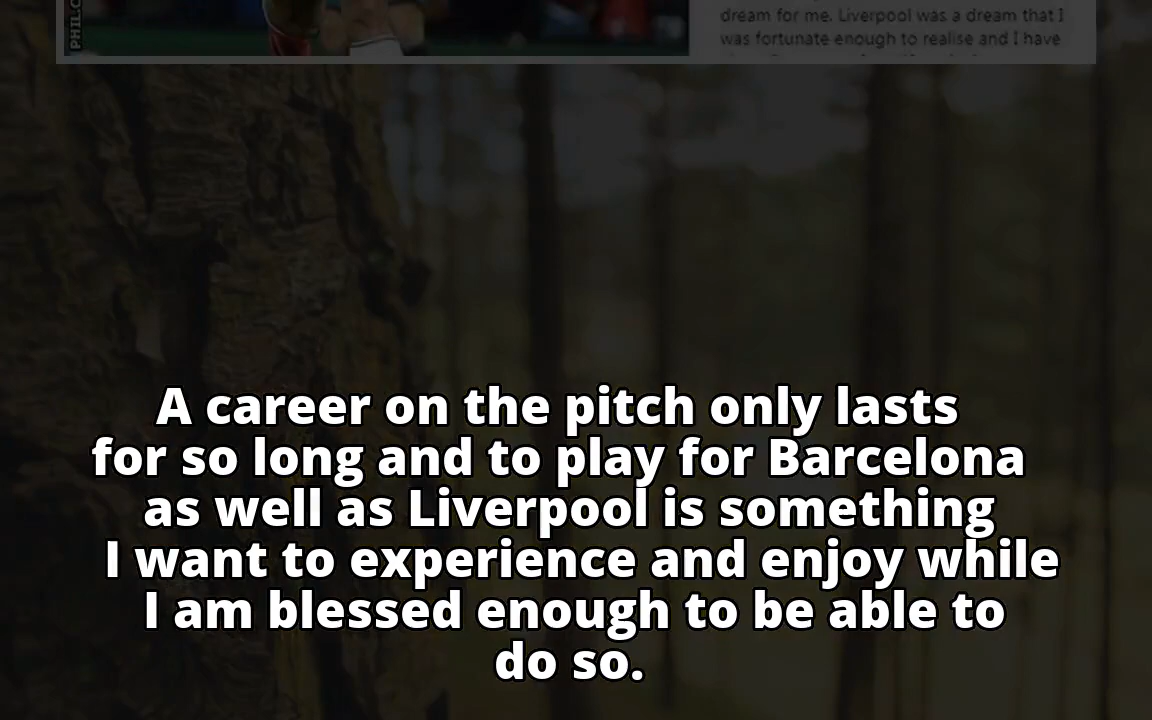 PHIL.C
dream for me. Liverpool was a dream that I
was fortunate enough to realise and I have
A career on the pitch only lasts
for so long and to play for Barcelona
as well as Liverpool is something
I want to experience and enjoy while
I am blessed enough to be able to
do so.